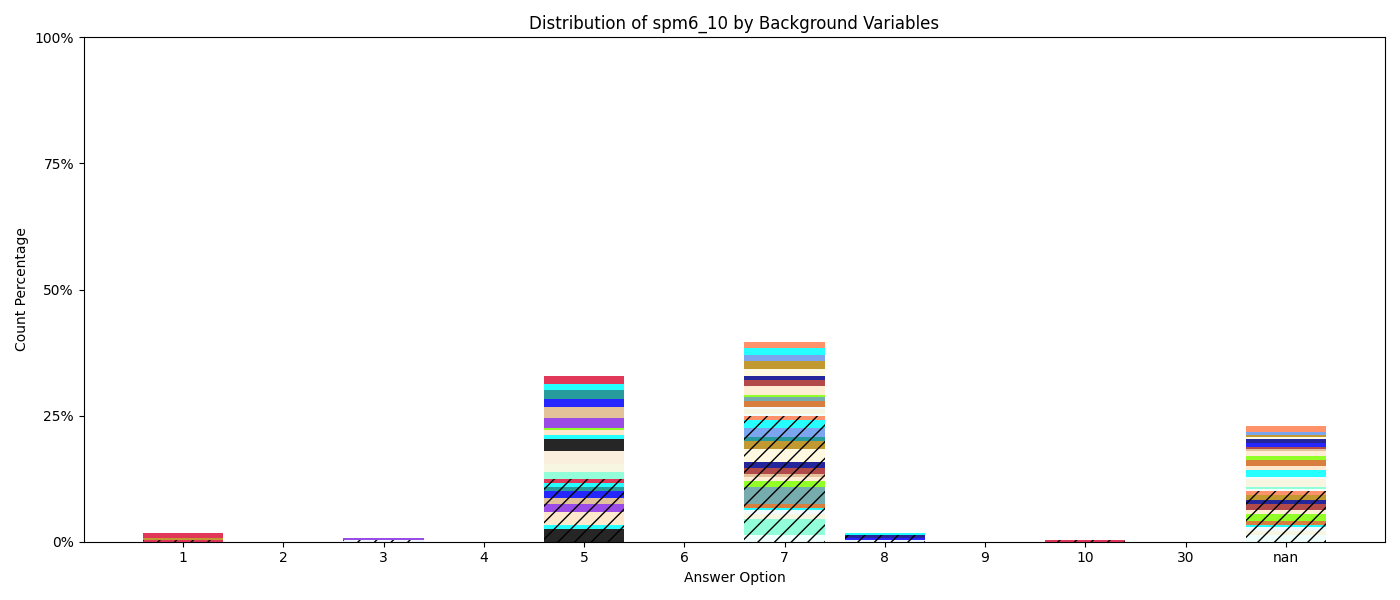 Distribution of spm6_10 by Background Variables
100%
75%
50%
25%
0%
Count Percentage
1 2 3 4 5 6 7 8 9 10 30 nan
Answer Option